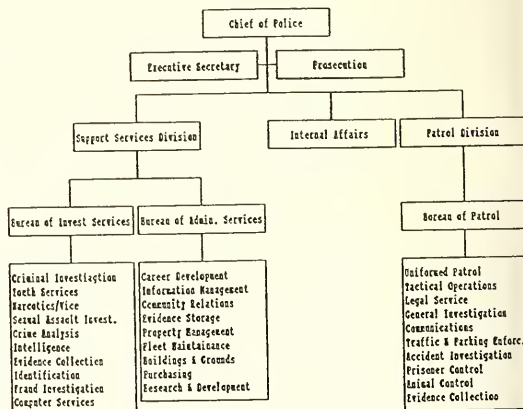 Chief of Police
Executive Secretary
Prosecution
Support Services Division
Internal Affairs
Patrol Division
Bureau of Invest Services
Bureau of Admin. Services
Bureau of Patrol
Criminal Investiagtion
Youth Services
Narcotics/Vice
Sexual Assault Invest.
Crime Analysis
Intelligence
Evidence Collection
Identification
Fraud Investigation
Computer Services
Career Development
Information Management
Community Relations
Evidence Storage
Property Management
Fleet Maintainance
Buildings & Grounds
Purchasing
Research & Development
Uniformed Patrol
Tactical Operations
Legal Service
General Investigation
Communications
Traffic & Parking Enforc.
Accident Investigation
Prisoner Control
Animal Control
Evidence Collection